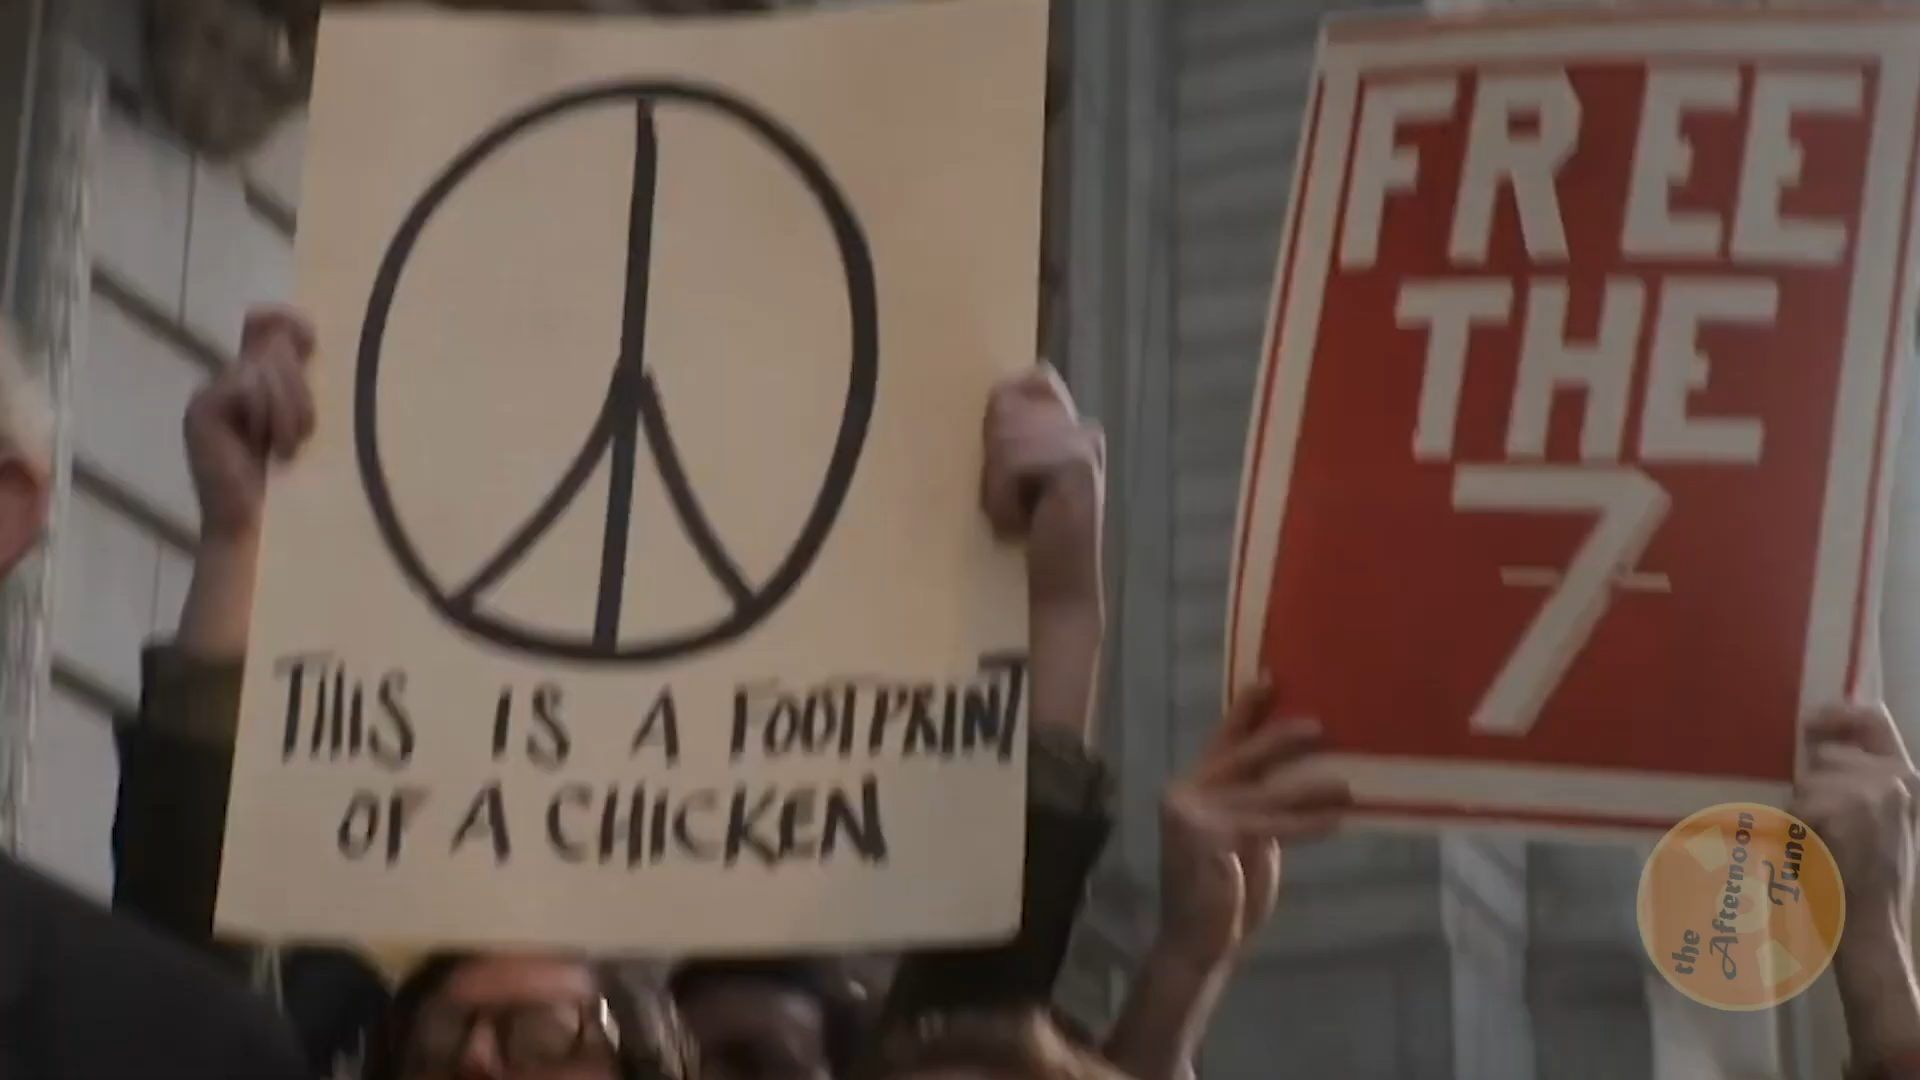 THIS IS A FOOTPRINT
OF A CHICKEN
FREE
THE
7
the
Afternoon
Tune